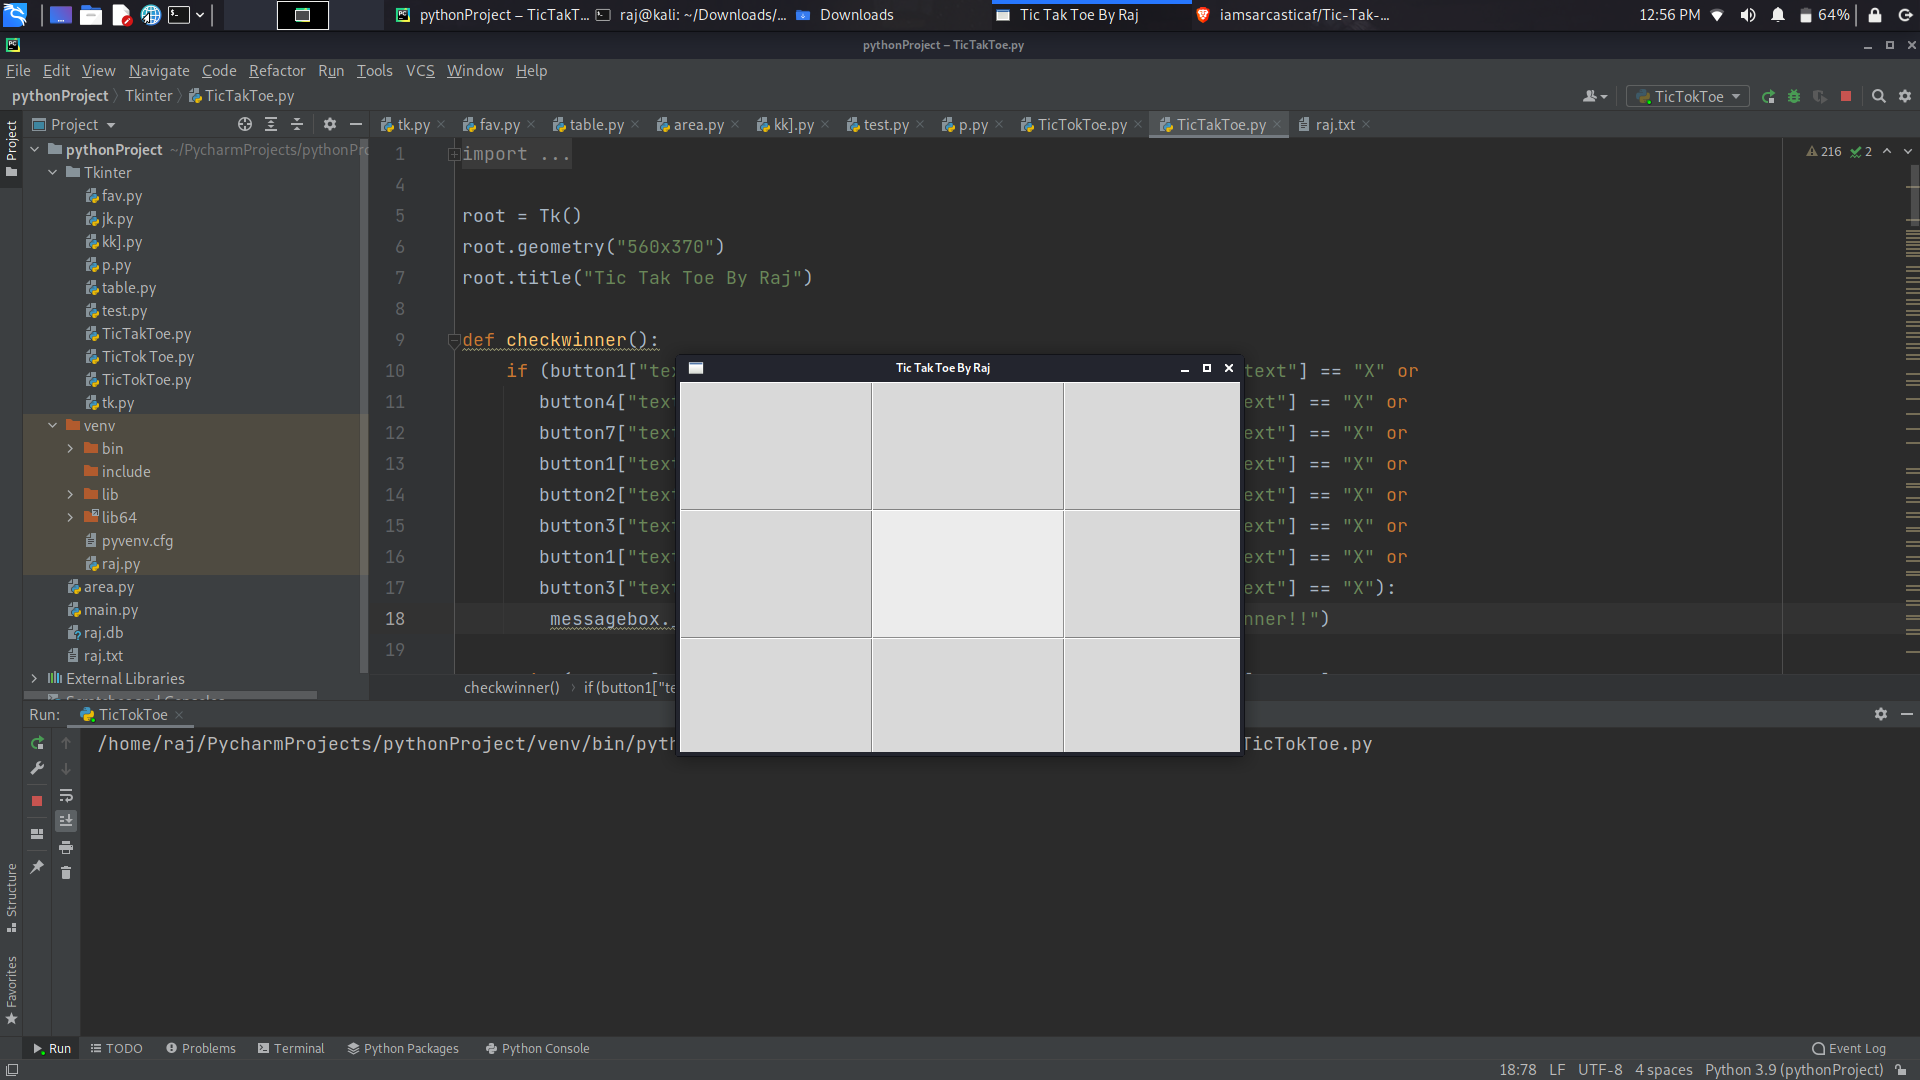 pythonProject – TicTakT... raj@kali: ~/Downloads/... Downloads Tic Tak Toe By Raj iamsarcasticaf/Tic-Tak-... 12:56 PM 64%
pythonProject – TicTakToe.py
File Edit View Navigate Code Refactor Run Tools VCS Window Help
pythonProject Tkinter TicTakToe.py TicTokToe
Project
Project
tk.py fav.py table.py area.py kk].py test.py p.py TicTokToe.py TicTakToe.py raj.txt
pythonProject ~/PycharmProjects/pythonPro
Tkinter
fav.py
jk.py
kk].py
p.py
table.py
test.py
TicTakToe.py
TicTok Toe.py
TicTokToe.py
tk.py
venv
bin
include
lib
lib64
pyvenv.cfg
raj.py
area.py
main.py
raj.db
raj.txt
External Libraries
216 2
1 import ...
4
5 root = Tk()
6 root.geometry("560x370")
7 root.title("Tic Tak Toe By Raj")
8
9 def checkwinner():
10 if (button1["te text"] == "X" or
11 button4["tex ext"] == "X" or
12 button7["tex ext"] == "X" or
13 button1["tex ext"] == "X" or
14 button2["tex ext"] == "X" or
15 button3["tex ext"] == "X" or
16 button1["tex ext"] == "X" or
17 button3["tex ext"] == "X"):
18 messagebox. nner!!")
19
checkwinner() if (button1["te
Tic Tak Toe By Raj
Run: TicTokToe
/home/raj/PycharmProjects/pythonProject/venv/bin/pyth TicTokToe.py
Structure
Favorites
Run TODO Problems Terminal Python Packages Python Console Event Log
18:78 LF UTF-8 4 spaces Python 3.9 (pythonProject)